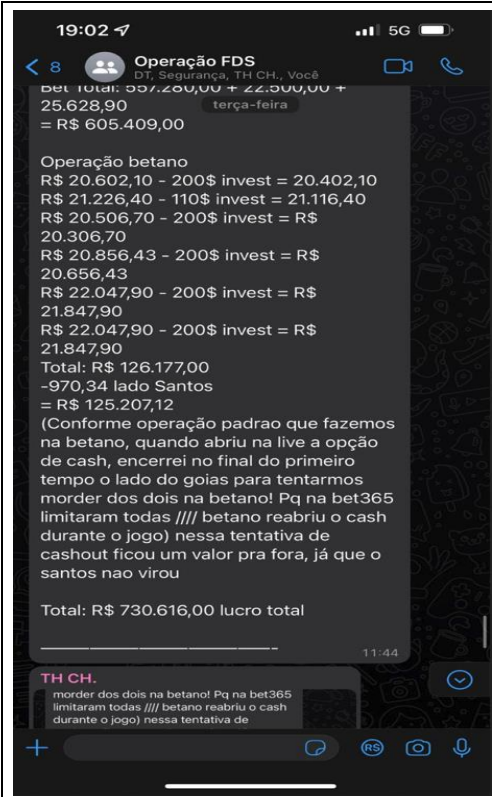 19:02
5G
8
Operação FDS
DT, Segurança, TH CH., Você
Bet Total: 557.280,00 + 22.500,00 +
25.628,90
terça-feira
= R$ 605.409,00
Operação betano
R$ 20.602,10 - 200$ invest = 20.402,10
R$ 21.226,40 - 110$ invest = 21.116,40
R$ 20.506,70 - 200$ invest = R$
20.306,70
R$ 20.856,43 - 200$ invest = R$
20.656,43
R$ 22.047,90 - 200$ invest = R$
21.847,90
R$ 22.047,90 - 200$ invest = R$
21.847,90
Total: R$ 126.177,00
-970,34 lado Santos
= R$ 125.207,12
(Conforme operação padrao que fazemos
na betano, quando abriu na live a opção
de cash, encerrei no final do primeiro
tempo o lado do goias para tentarmos
morder dos dois na betano! Pq na bet365
limitaram todas //// betano reabriu o cash
durante o jogo) nessa tentativa de
cashout ficou um valor pra fora, já que o
santos nao virou
Total: R$ 730.616,00 lucro total
————————————-
11:44
TH CH.
morder dos dois na betano! Pq na bet365
limitaram todas //// betano reabriu o cash
durante o jogo) nessa tentativa de
RS